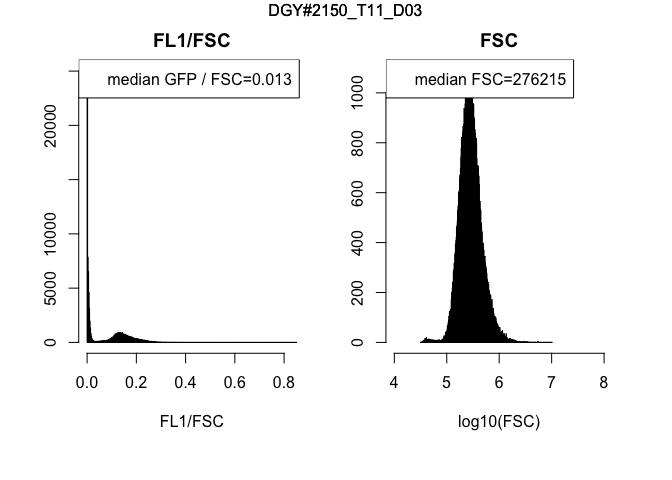 DGY#2150_T11_D03
FL1/FSC
median GFP / FSC=0.013
0
5000
10000
20000
0.0 0.2 0.4 0.6 0.8
FL1/FSC
FSC
median FSC=276215
0
200
400
600
800
1000
4 5 6 7 8
log10(FSC)